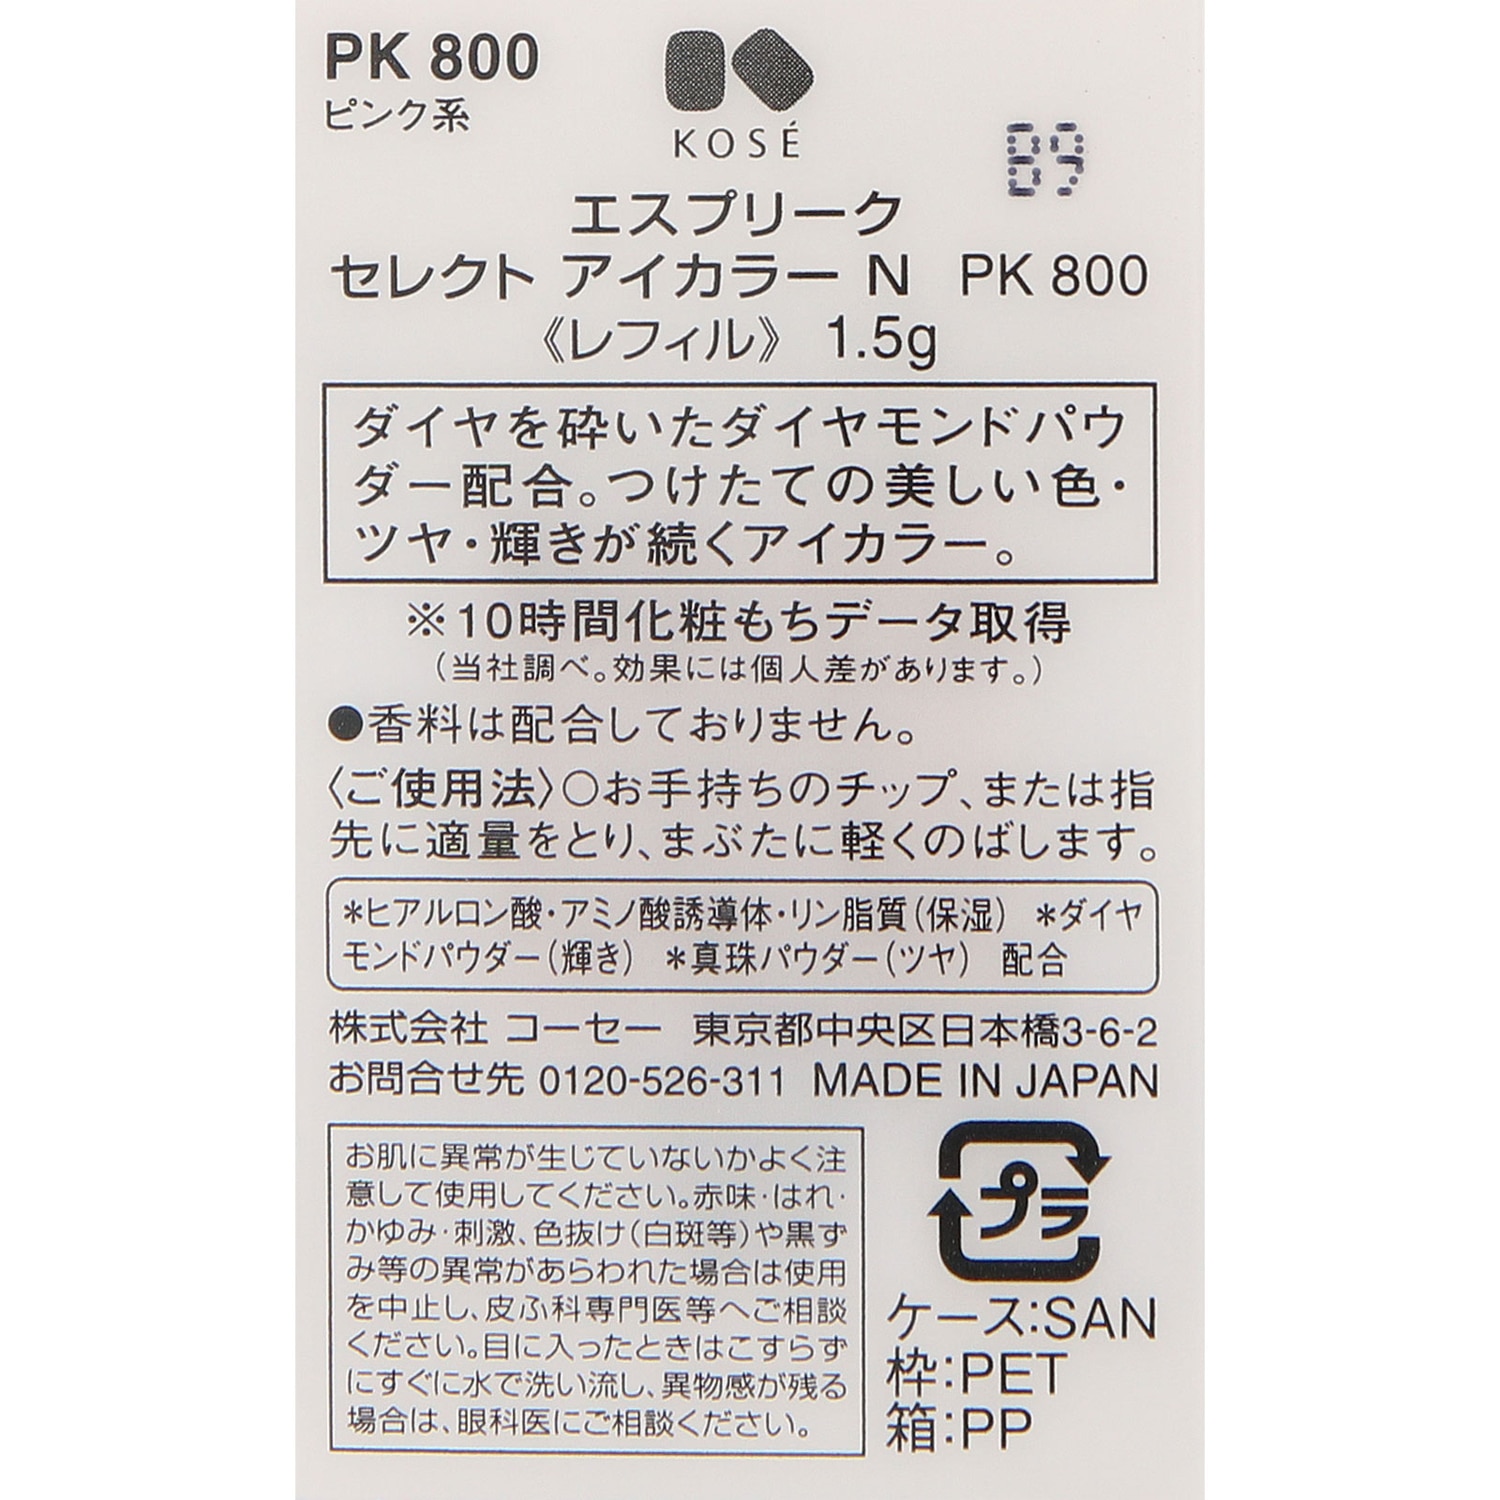 PK 800
ピンク系
KOSÉ
B9
エスプリーク
セレクト アイカラー N PK 800
《レフィル》 1.5g
ダイヤを砕いたダイヤモンドパウ
ダー配合。つけたての美しい色・
ツヤ・輝きが続くアイカラー。
※10時間化粧もちデータ取得
(当社調べ。効果には個人差があります。)
●香料は配合しておりません。
〈ご使用法〉○お手持ちのチップ、または指
先に適量をとり、まぶたに軽くのばします。
*ヒアルロン酸・アミノ酸誘導体・リン脂質(保湿) *ダイヤ
モンドパウダー(輝き) *真珠パウダー(ツヤ) 配合
株式会社 コーセー 東京都中央区日本橋3-6-2
お問合せ先 0120-526-311 MADE IN JAPAN
お肌に異常が生じていないかよく注
意して使用してください。赤味・はれ・
かゆみ・刺激、色抜け(白斑等)や黒ず
み等の異常があらわれた場合は使用
を中止し、皮ふ科専門医等へご相談
ください。目に入ったときはこすらず
にすぐに水で洗い流し、異物感が残る
場合は、眼科医にご相談ください。
プラ
ケース:SAN
枠:PET
箱:PP